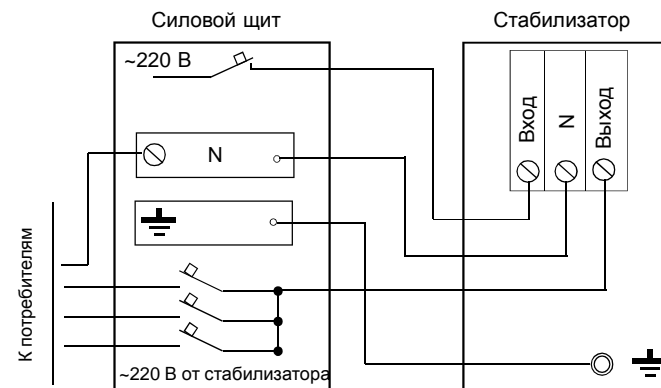 Силовой щит
Стабилизатор
~220 В
Вход
N
Выход
N
К потребителям
~220 В от стабилизатора